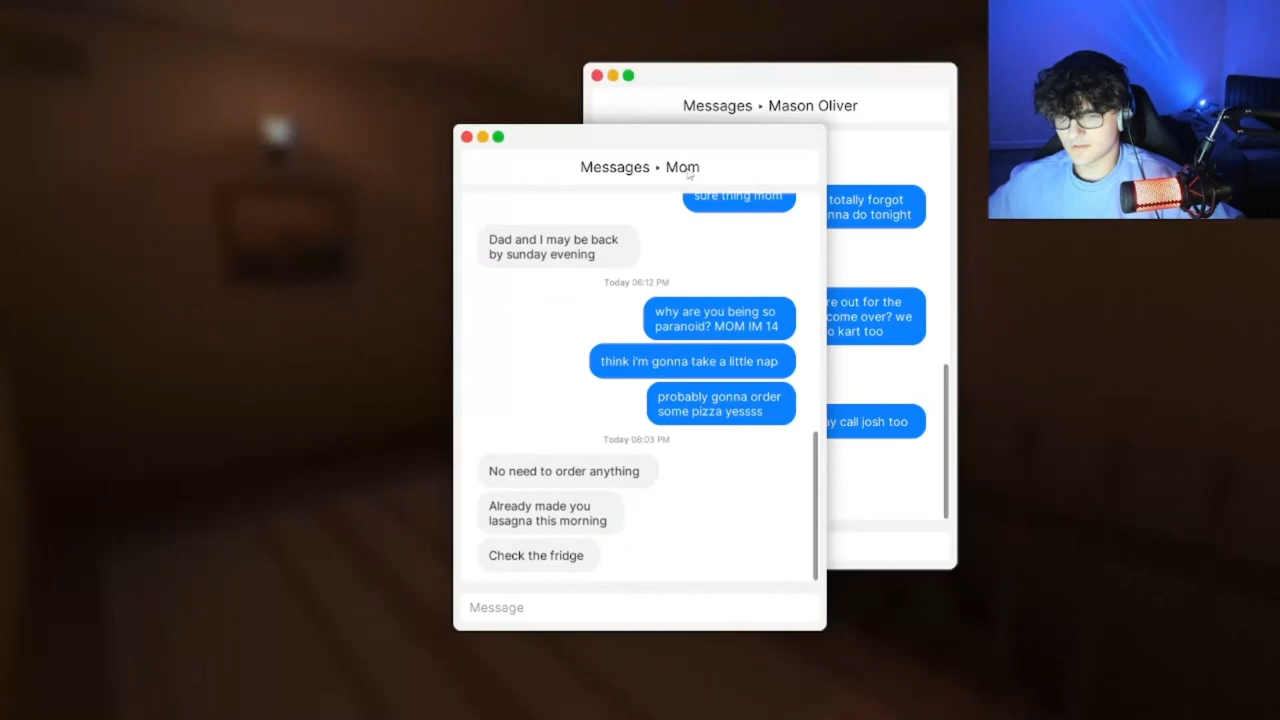 Messages ‣ Mason Oliver
Messages ‣ Mom
sure thing mom
totally forgot
nna do tonight
Dad and I may be back
by sunday evening
Today 06:12 PM
why are you being so
paranoid? MOM IM 14
re out for the
come over? we
o kart too
think i'm gonna take a little nap
probably gonna order
some pizza yessss
ay call josh too
Today 08:03 PM
No need to order anything
Already made you
lasagna this morning
Check the fridge
Message